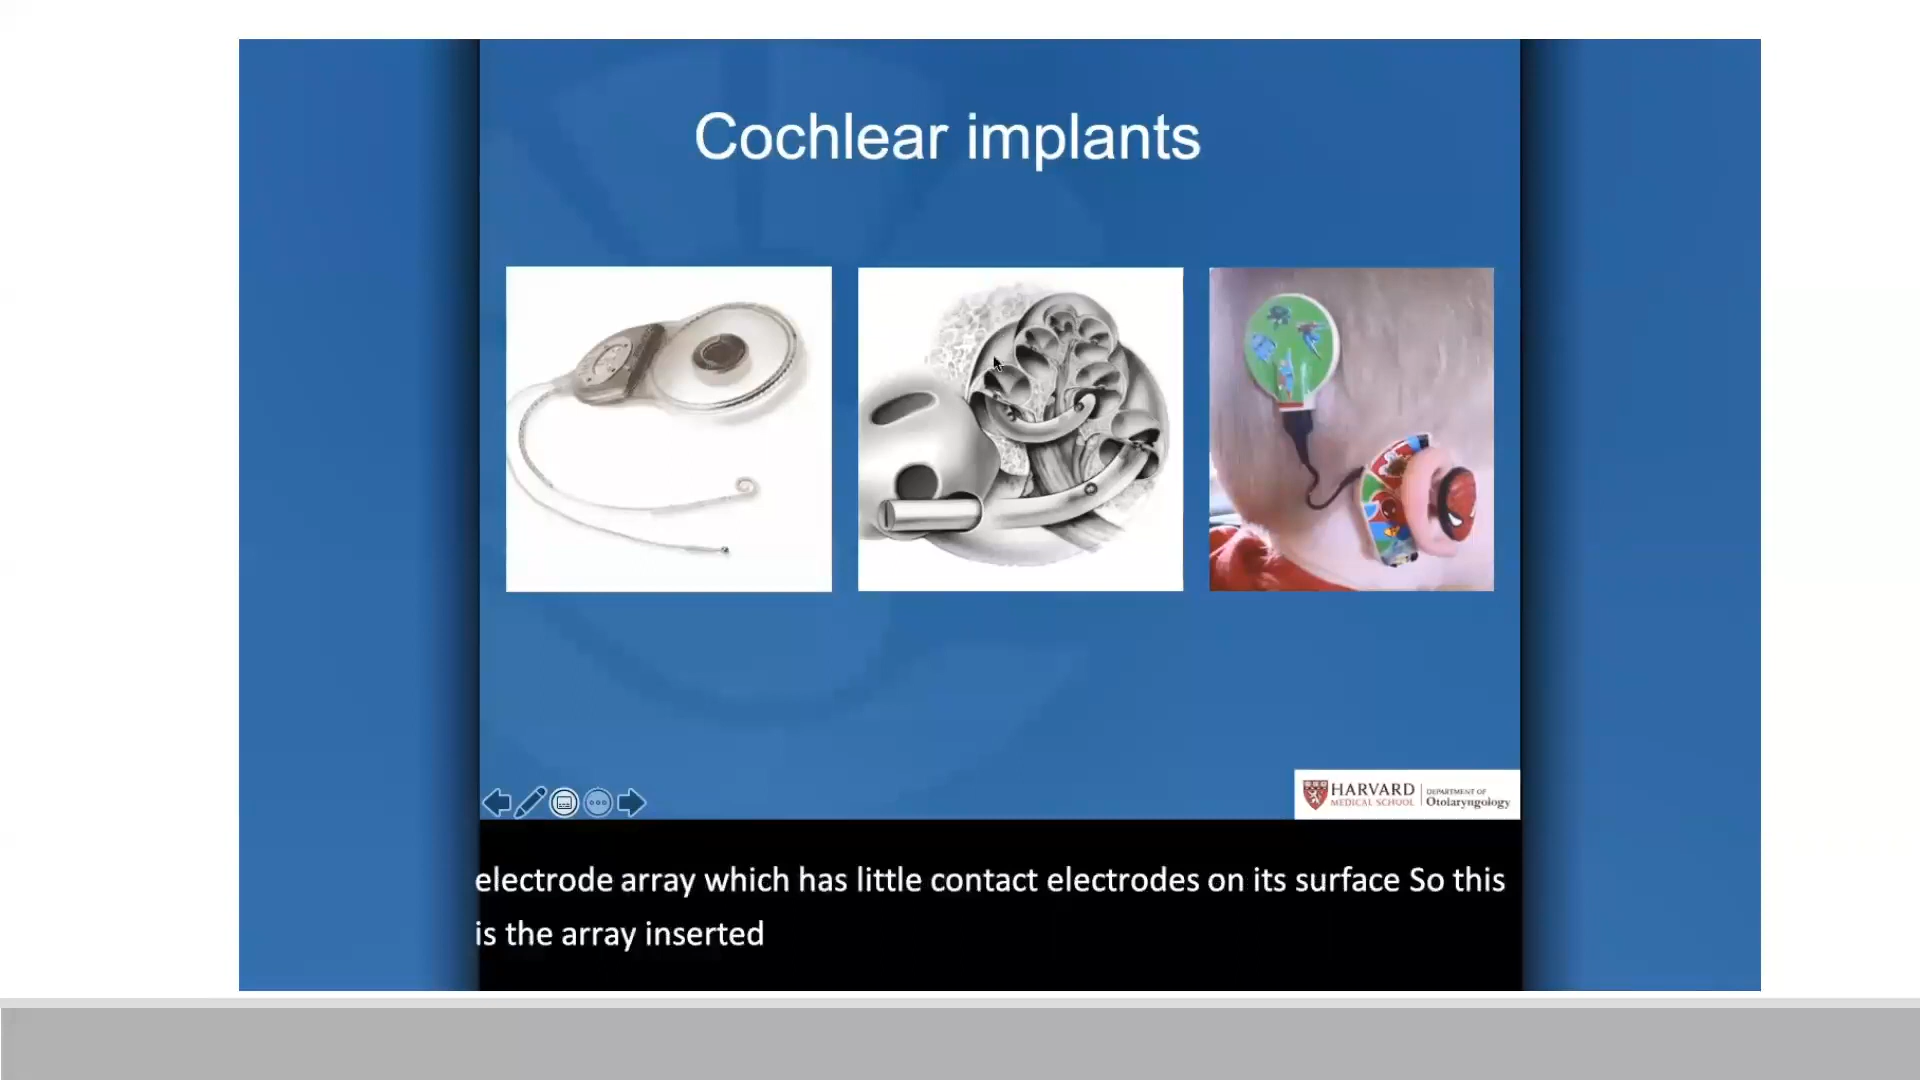 Cochlear implants
HARVARD
MEDICAL SCHOOL
DEPARTMENT OF
Otolaryngology
electrode array which has little contact electrodes on its surface So this
is the array inserted